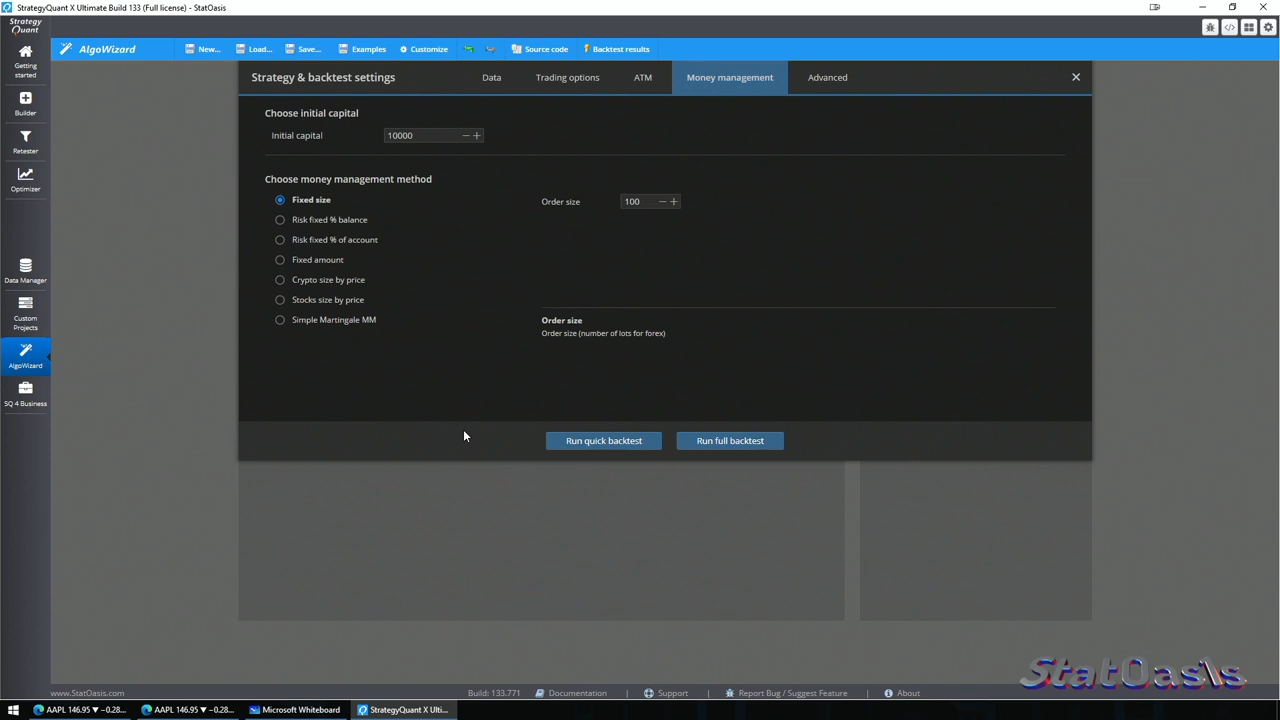 StrategyQuant X Ultimate Build 133 (Full license) - StatOasis
Strategy
Quant
AlgoWizard
New...
Load...
Save...
Examples
Customize
Source code
Backtest results
Getting
started
Builder
Retester
Optimizer
Data Manager
Custom
Projects
AlgoWizard
SQ 4 Business
Strategy & backtest settings
Data
Trading options
ATM
Money management
Advanced
Choose initial capital
Initial capital
10000
Choose money management method
Fixed size
Risk fixed % balance
Risk fixed % of account
Fixed amount
Crypto size by price
Stocks size by price
Simple Martingale MM
Order size
100
Order size
Order size (number of lots for forex)
Run quick backtest
Run full backtest
StatOasis
www.StatOasis.com
Build: 133.771
Documentation
Support
Report Bug / Suggest Feature
About
AAPL 146.95 ▼ −0.28...
AAPL 146.95 ▼ −0.28...
Microsoft Whiteboard
StrategyQuant X Ulti...